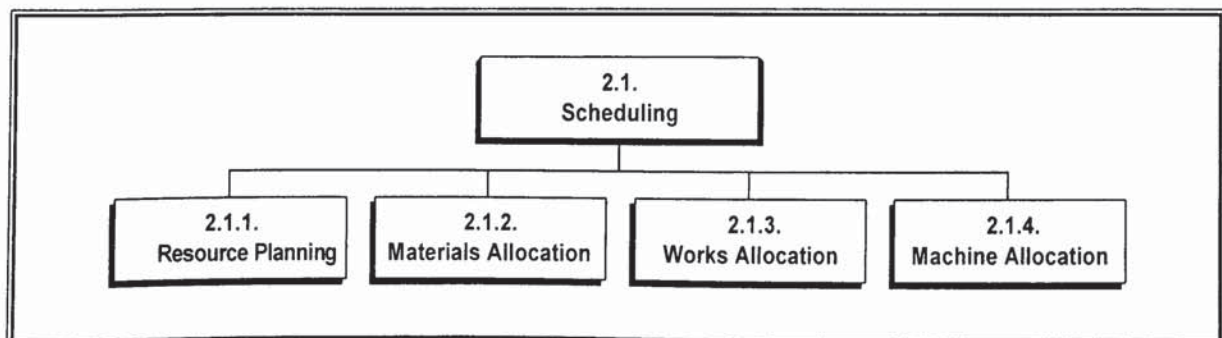 2.1.
Scheduling
2.1.1.
Resource Planning
2.1.2.
Materials Allocation
2.1.3.
Works Allocation
2.1.4.
Machine Allocation